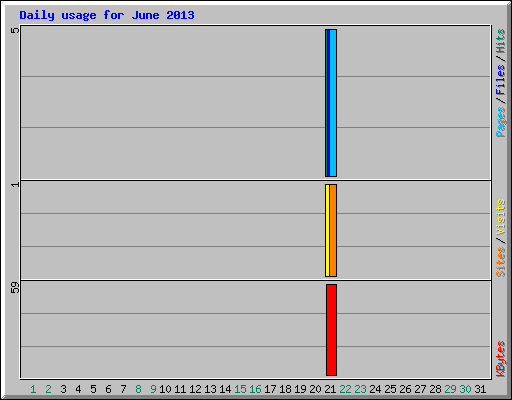 Daily usage for June 2013
5
1
59
Pages / Files / Hits
Sites / Visits
KBytes
1 2 3 4 5 6 7 8 9 10 11 12 13 14 15 16 17 18 19 20 21 22 23 24 25 26 27 28 29 30 31